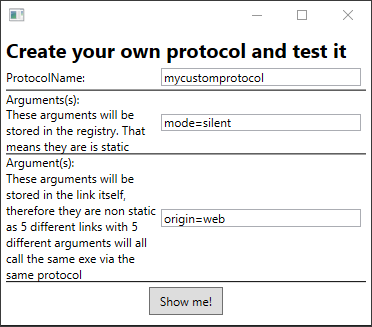 Create your own protocol and test it
ProtocolName:
mycustomprotocol
Arguments(s):
These arguments will be
stored in the registry. That
means they are is static
mode=silent
Argument(s):
These arguments will be
stored in the link itself,
therefore they are non static
as 5 different links with 5
different arguments will all
call the same exe via the
same protocol
origin=web
Show me!